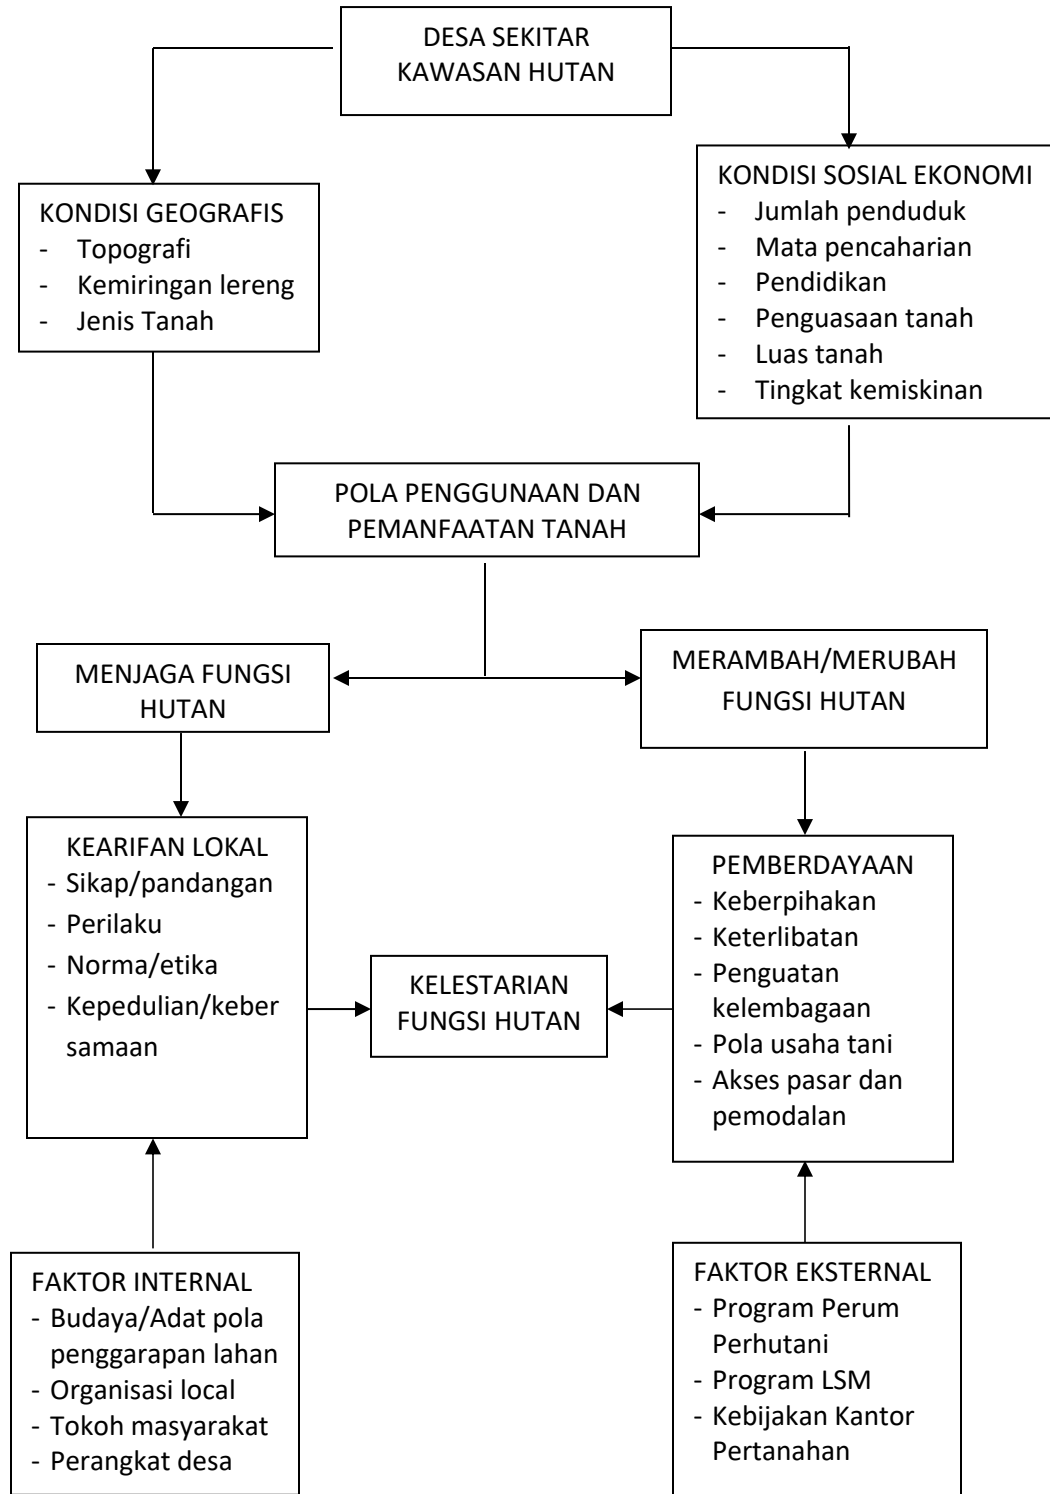 DESA SEKITAR
KAWASAN HUTAN
KONDISI GEOGRAFIS
- Topografi
- Kemiringan lereng
- Jenis Tanah
KONDISI SOSIAL EKONOMI
- Jumlah penduduk
- Mata pencaharian
- Pendidikan
- Penguasaan tanah
- Luas tanah
- Tingkat kemiskinan
POLA PENGGUNAAN DAN
PEMANFAATAN TANAH
MENJAGA FUNGSI
HUTAN
MERAMBAH/MERUBAH
FUNGSI HUTAN
KEARIFAN LOKAL
- Sikap/pandangan
- Perilaku
- Norma/etika
- Kepedulian/keber
samaan
KELESTARIAN
FUNGSI HUTAN
PEMBERDAYAAN
- Keberpihakan
- Keterlibatan
- Penguatan
kelembagaan
- Pola usaha tani
- Akses pasar dan
pemodalan
FAKTOR INTERNAL
- Budaya/Adat pola
penggarapan lahan
- Organisasi local
- Tokoh masyarakat
- Perangkat desa
FAKTOR EKSTERNAL
- Program Perum
Perhutani
- Program LSM
- Kebijakan Kantor
Pertanahan